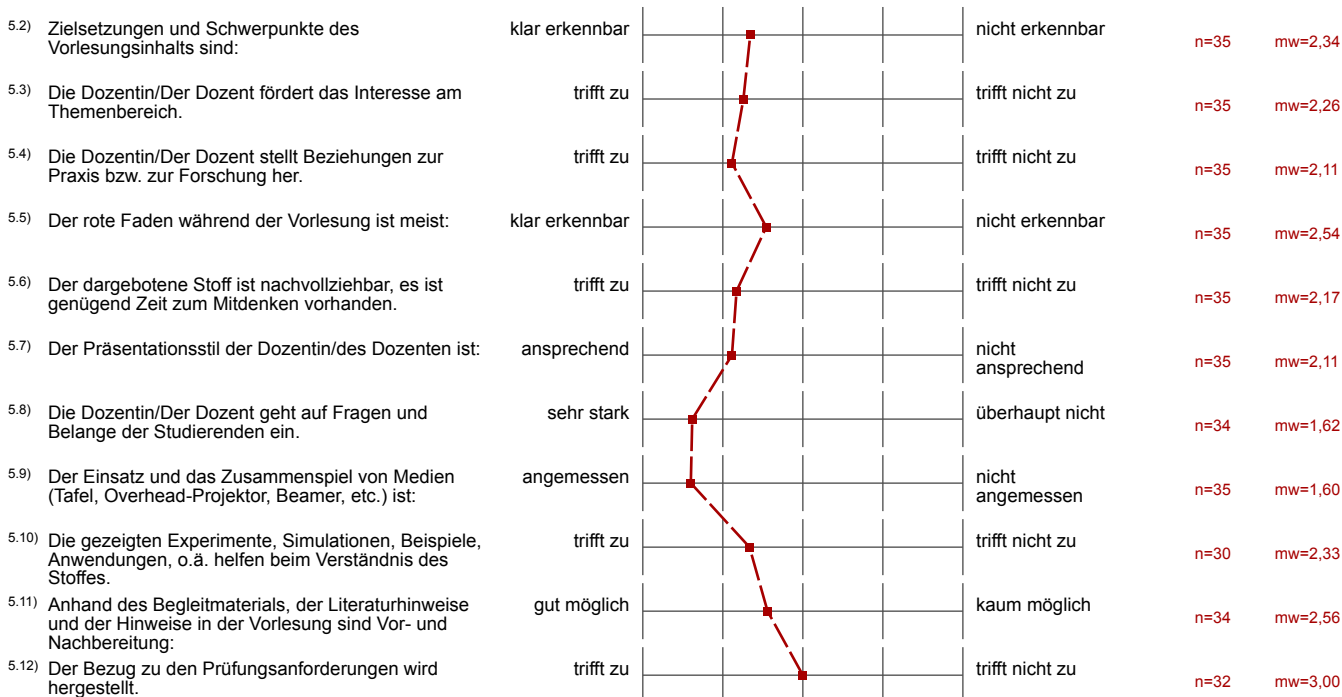 5.2) Zielsetzungen und Schwerpunkte des
Vorlesungsinhalts sind:
klar erkennbar
nicht erkennbar
n=35
mw=2,34
5.3) Die Dozentin/Der Dozent fördert das Interesse am
Themenbereich.
trifft zu
trifft nicht zu
n=35
mw=2,26
5.4) Die Dozentin/Der Dozent stellt Beziehungen zur
Praxis bzw. zur Forschung her.
trifft zu
trifft nicht zu
n=35
mw=2,11
5.5) Der rote Faden während der Vorlesung ist meist:
klar erkennbar
nicht erkennbar
n=35
mw=2,54
5.6) Der dargebotene Stoff ist nachvollziehbar, es ist
genügend Zeit zum Mitdenken vorhanden.
trifft zu
trifft nicht zu
n=35
mw=2,17
5.7) Der Präsentationsstil der Dozentin/des Dozenten ist:
ansprechend
nicht
ansprechend
n=35
mw=2,11
5.8) Die Dozentin/Der Dozent geht auf Fragen und
Belange der Studierenden ein.
sehr stark
überhaupt nicht
n=34
mw=1,62
5.9) Der Einsatz und das Zusammenspiel von Medien
(Tafel, Overhead-Projektor, Beamer, etc.) ist:
angemessen
nicht
angemessen
n=35
mw=1,60
5.10) Die gezeigten Experimente, Simulationen, Beispiele,
Anwendungen, o.ä. helfen beim Verständnis des
Stoffes.
trifft zu
trifft nicht zu
n=30
mw=2,33
5.11) Anhand des Begleitmaterials, der Literaturhinweise
und der Hinweise in der Vorlesung sind Vor- und
Nachbereitung:
gut möglich
kaum möglich
n=34
mw=2,56
5.12) Der Bezug zu den Prüfungsanforderungen wird
hergestellt.
trifft zu
trifft nicht zu
n=32
mw=3,00